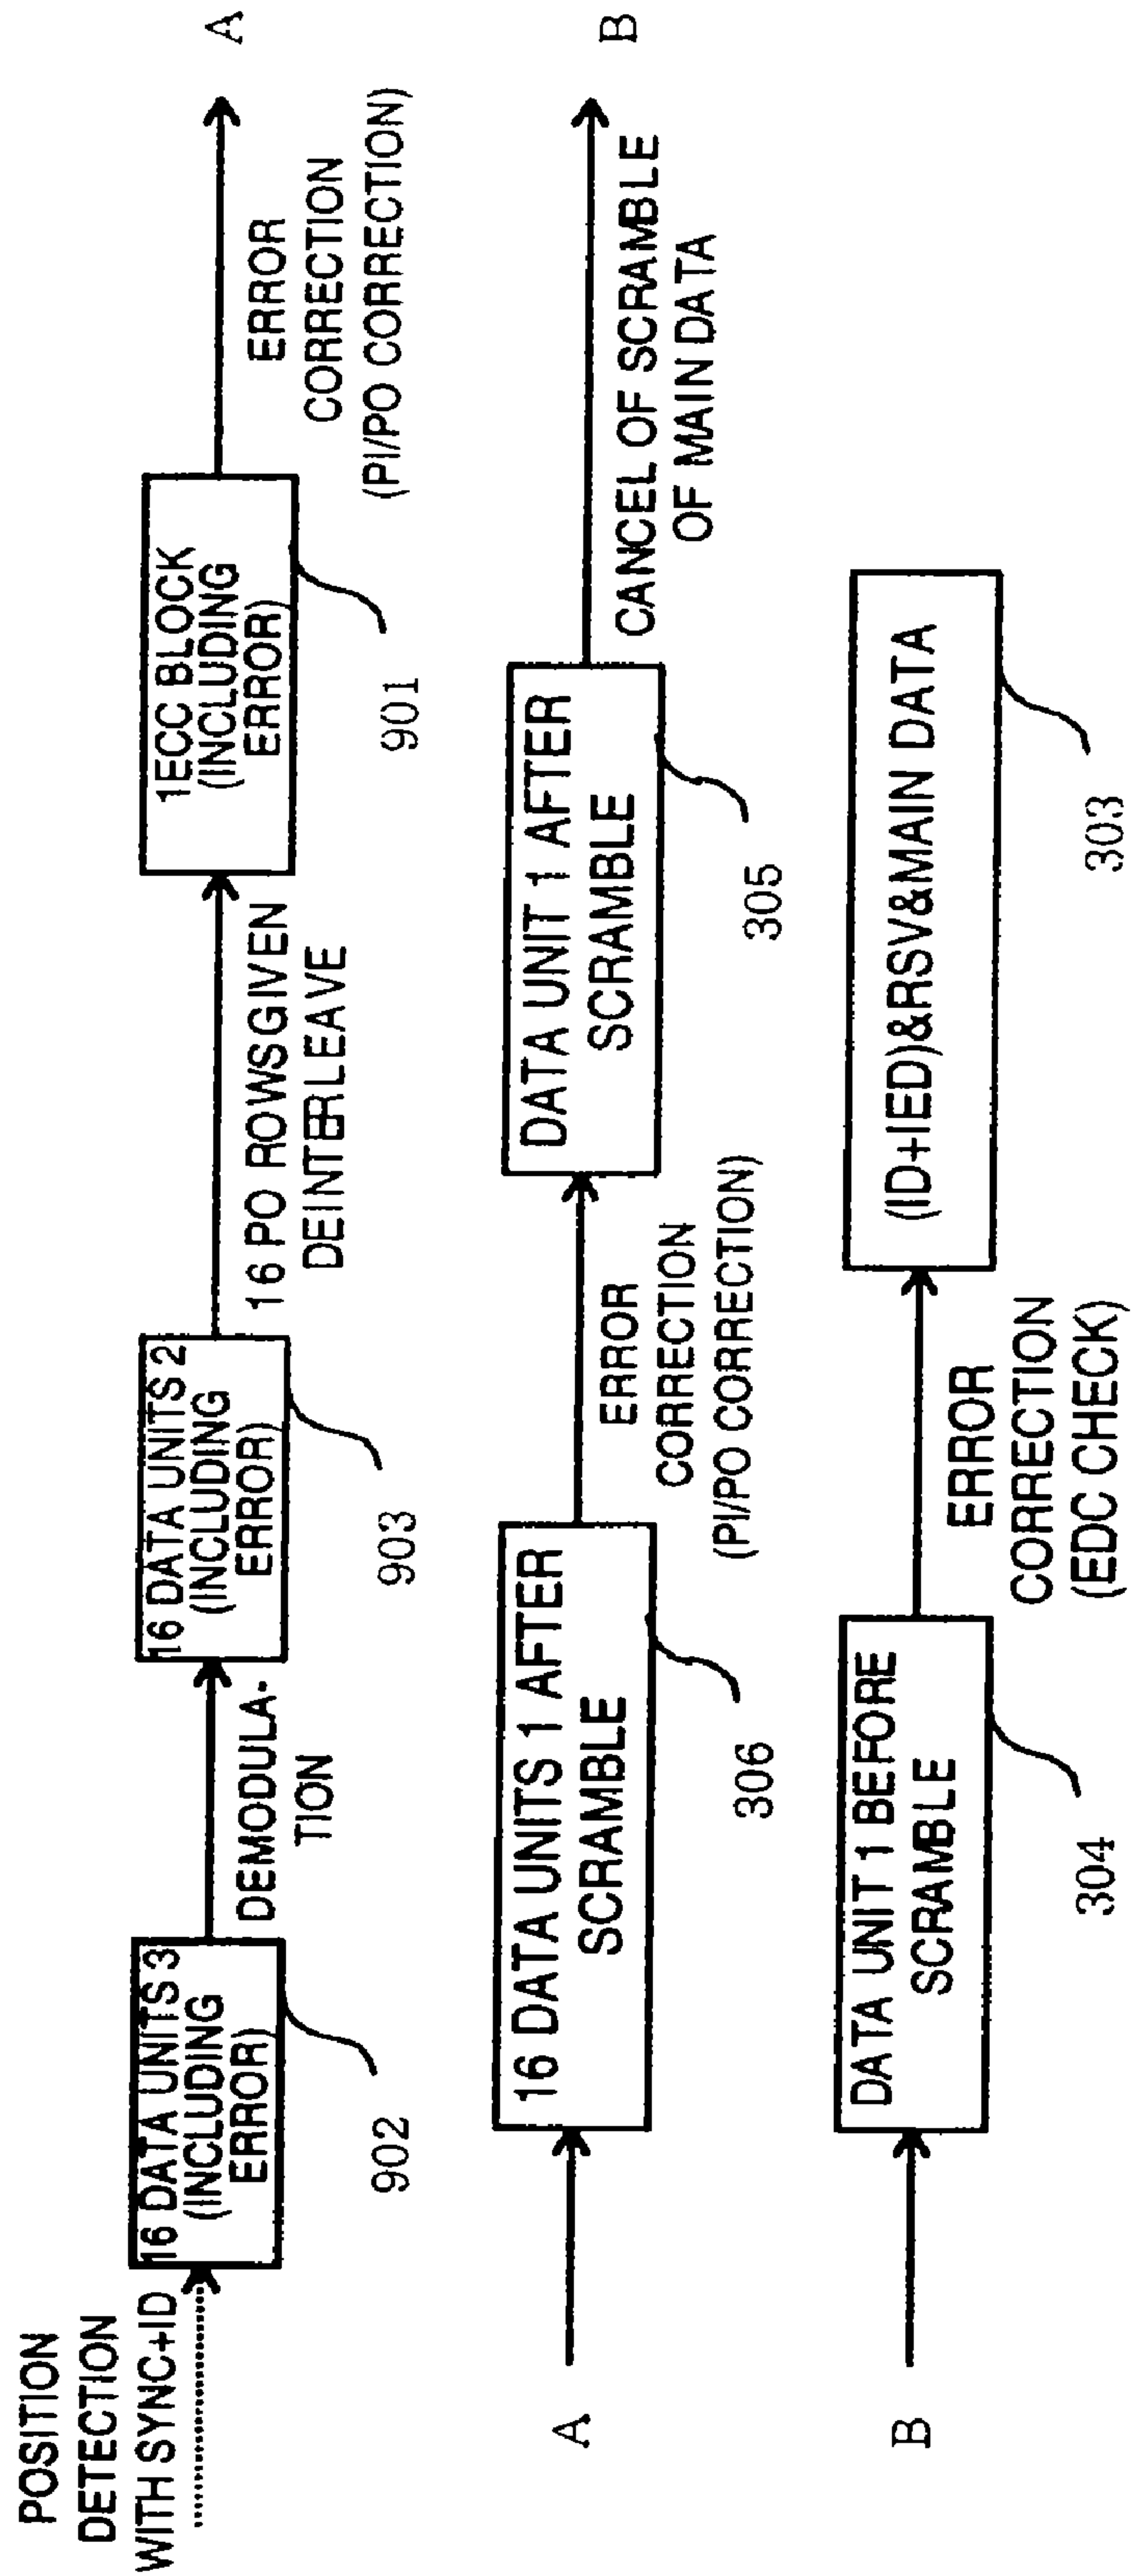 POSITION
DETECTION
WITH SYNC+ID
16 DATA UNITS 3
(INCLUDING
ERROR)
902
DEMODULA-
TION
16 DATA UNITS 2
(INCLUDING
ERROR)
903
16 PO ROWS GIVEN
DEINTERLEAVE
1ECC BLOCK
(INCLUDING
ERROR)
901
ERROR
CORRECTION
(PI/PO CORRECTION)
A
A
16 DATA UNITS 1 AFTER
SCRAMBLE
306
ERROR
CORRECTION
(PI/PO CORRECTION)
DATA UNIT 1 AFTER
SCRAMBLE
305
CANCEL OF SCRAMBLE
OF MAIN DATA
B
B
DATA UNIT 1 BEFORE
SCRAMBLE
304
ERROR
CORRECTION
(EDC CHECK)
(ID+IED)&RSV&MAIN DATA
303